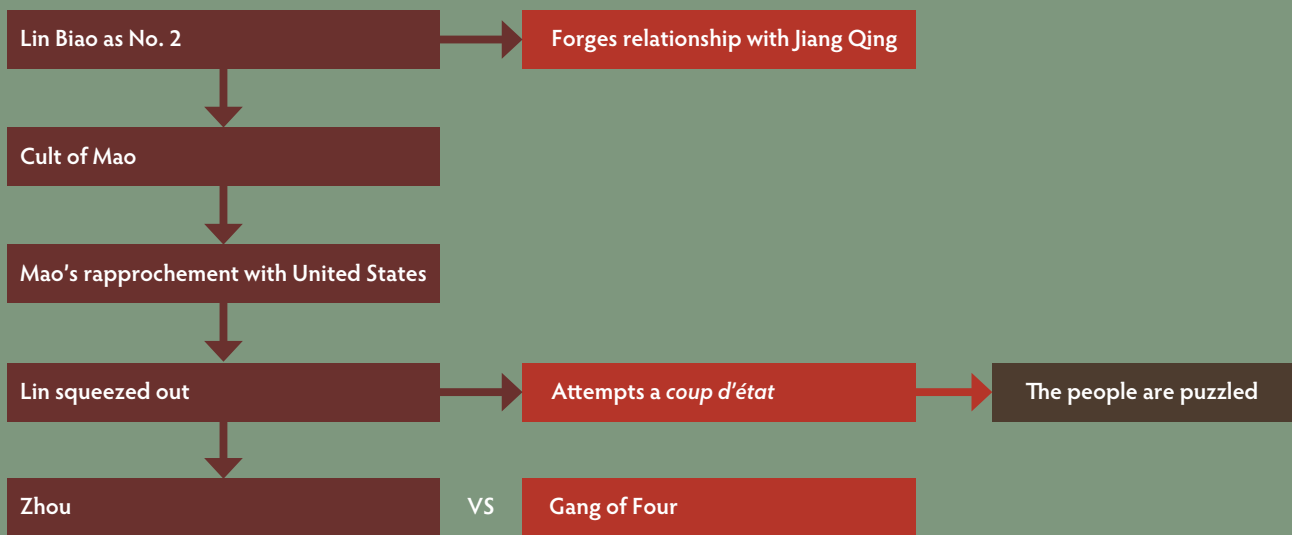 Lin Biao as No. 2
Forges relationship with Jiang Qing
Cult of Mao
Mao's rapprochement with United States
Lin squeezed out
Attempts a coup d'état
The people are puzzled
Zhou
VS
Gang of Four